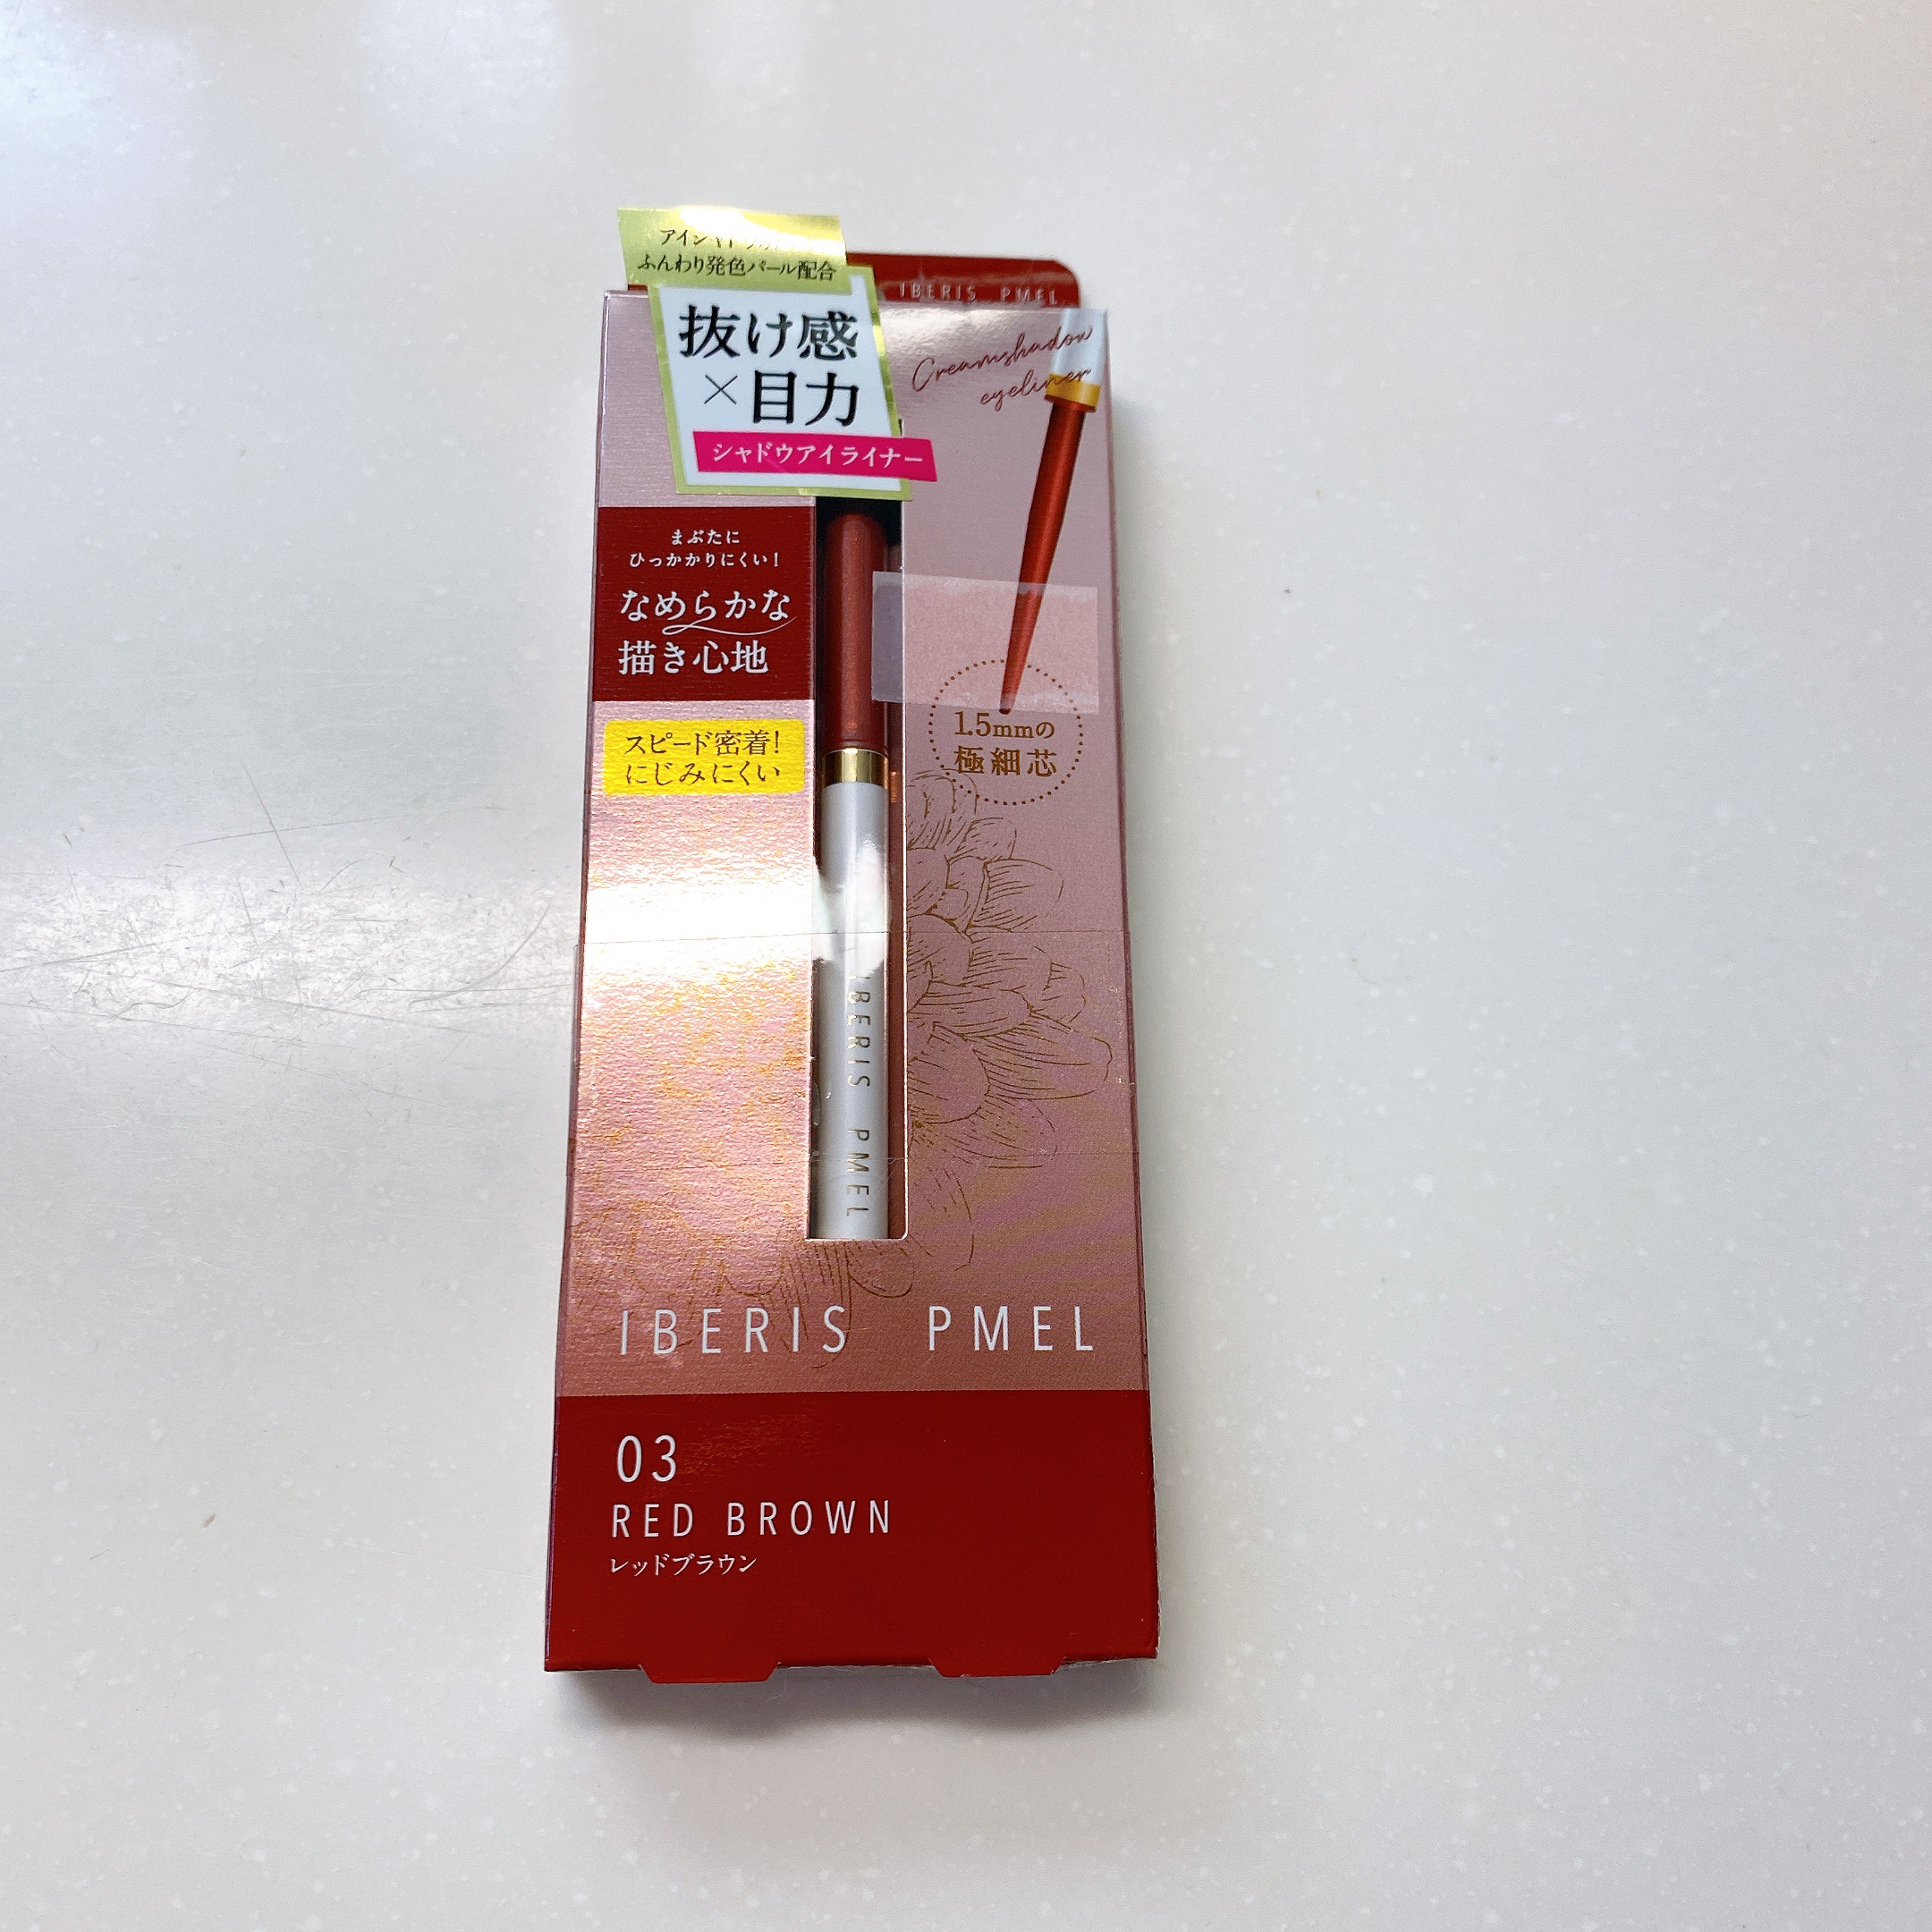 ふんわり発色パール配合
抜け感
×目力
シャドウアイライナー
IBERIS PMEL
Creamshadow
eyeliner
まぶたに
ひっかかりにくい!
なめらかな
描き心地
スピード密着!
にじみにくい
1.5mmの
極細芯
IBERIS PMEL
IBERIS PMEL
03
RED BROWN
レッドブラウン